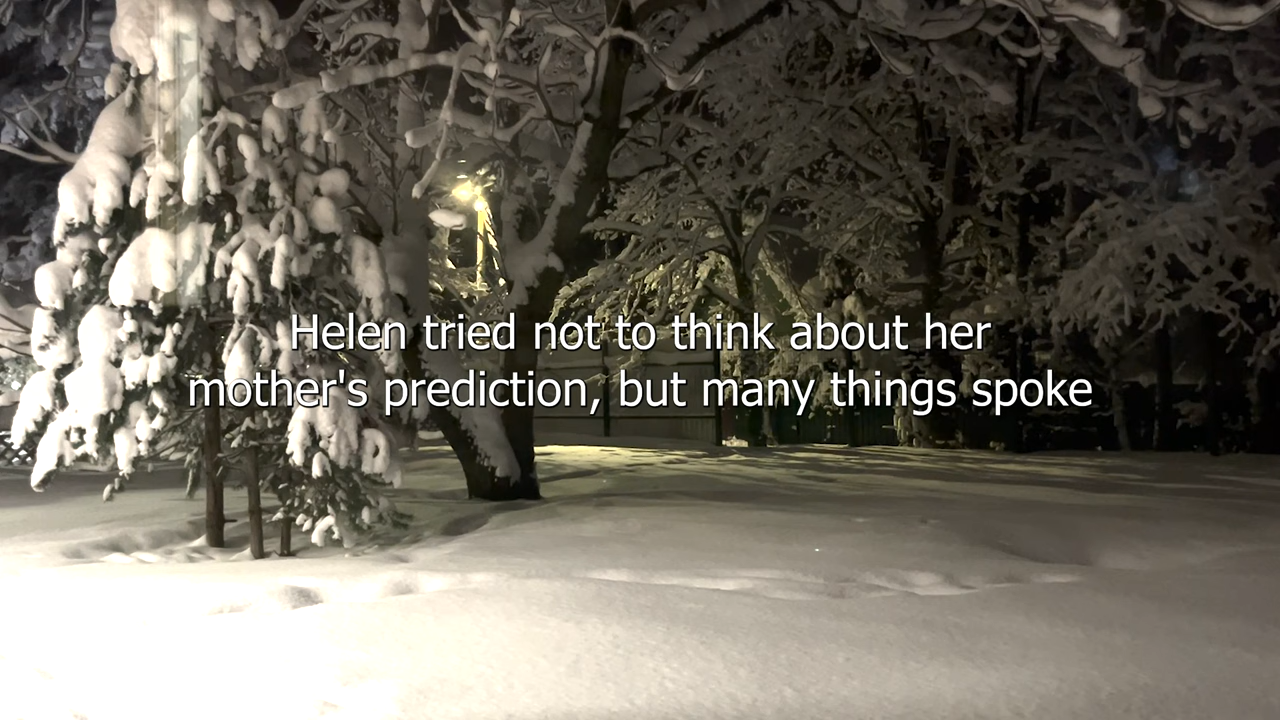 Helen tried not to think about her
mother's prediction, but many things spoke